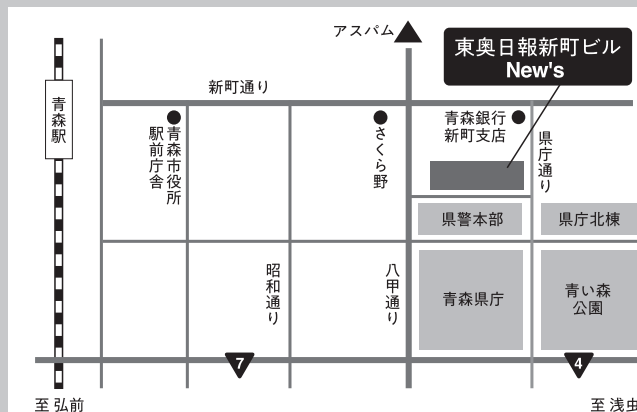 アスパム
東奥日報新町ビル
New's
新町通り
青森駅
青森市役所
駅前庁舎
さくら野
青森銀行
新町支店
県庁通り
県警本部
県庁北棟
昭和通り
八甲通り
青森県庁
青い森
公園
7
4
至 弘前
至 浅虫